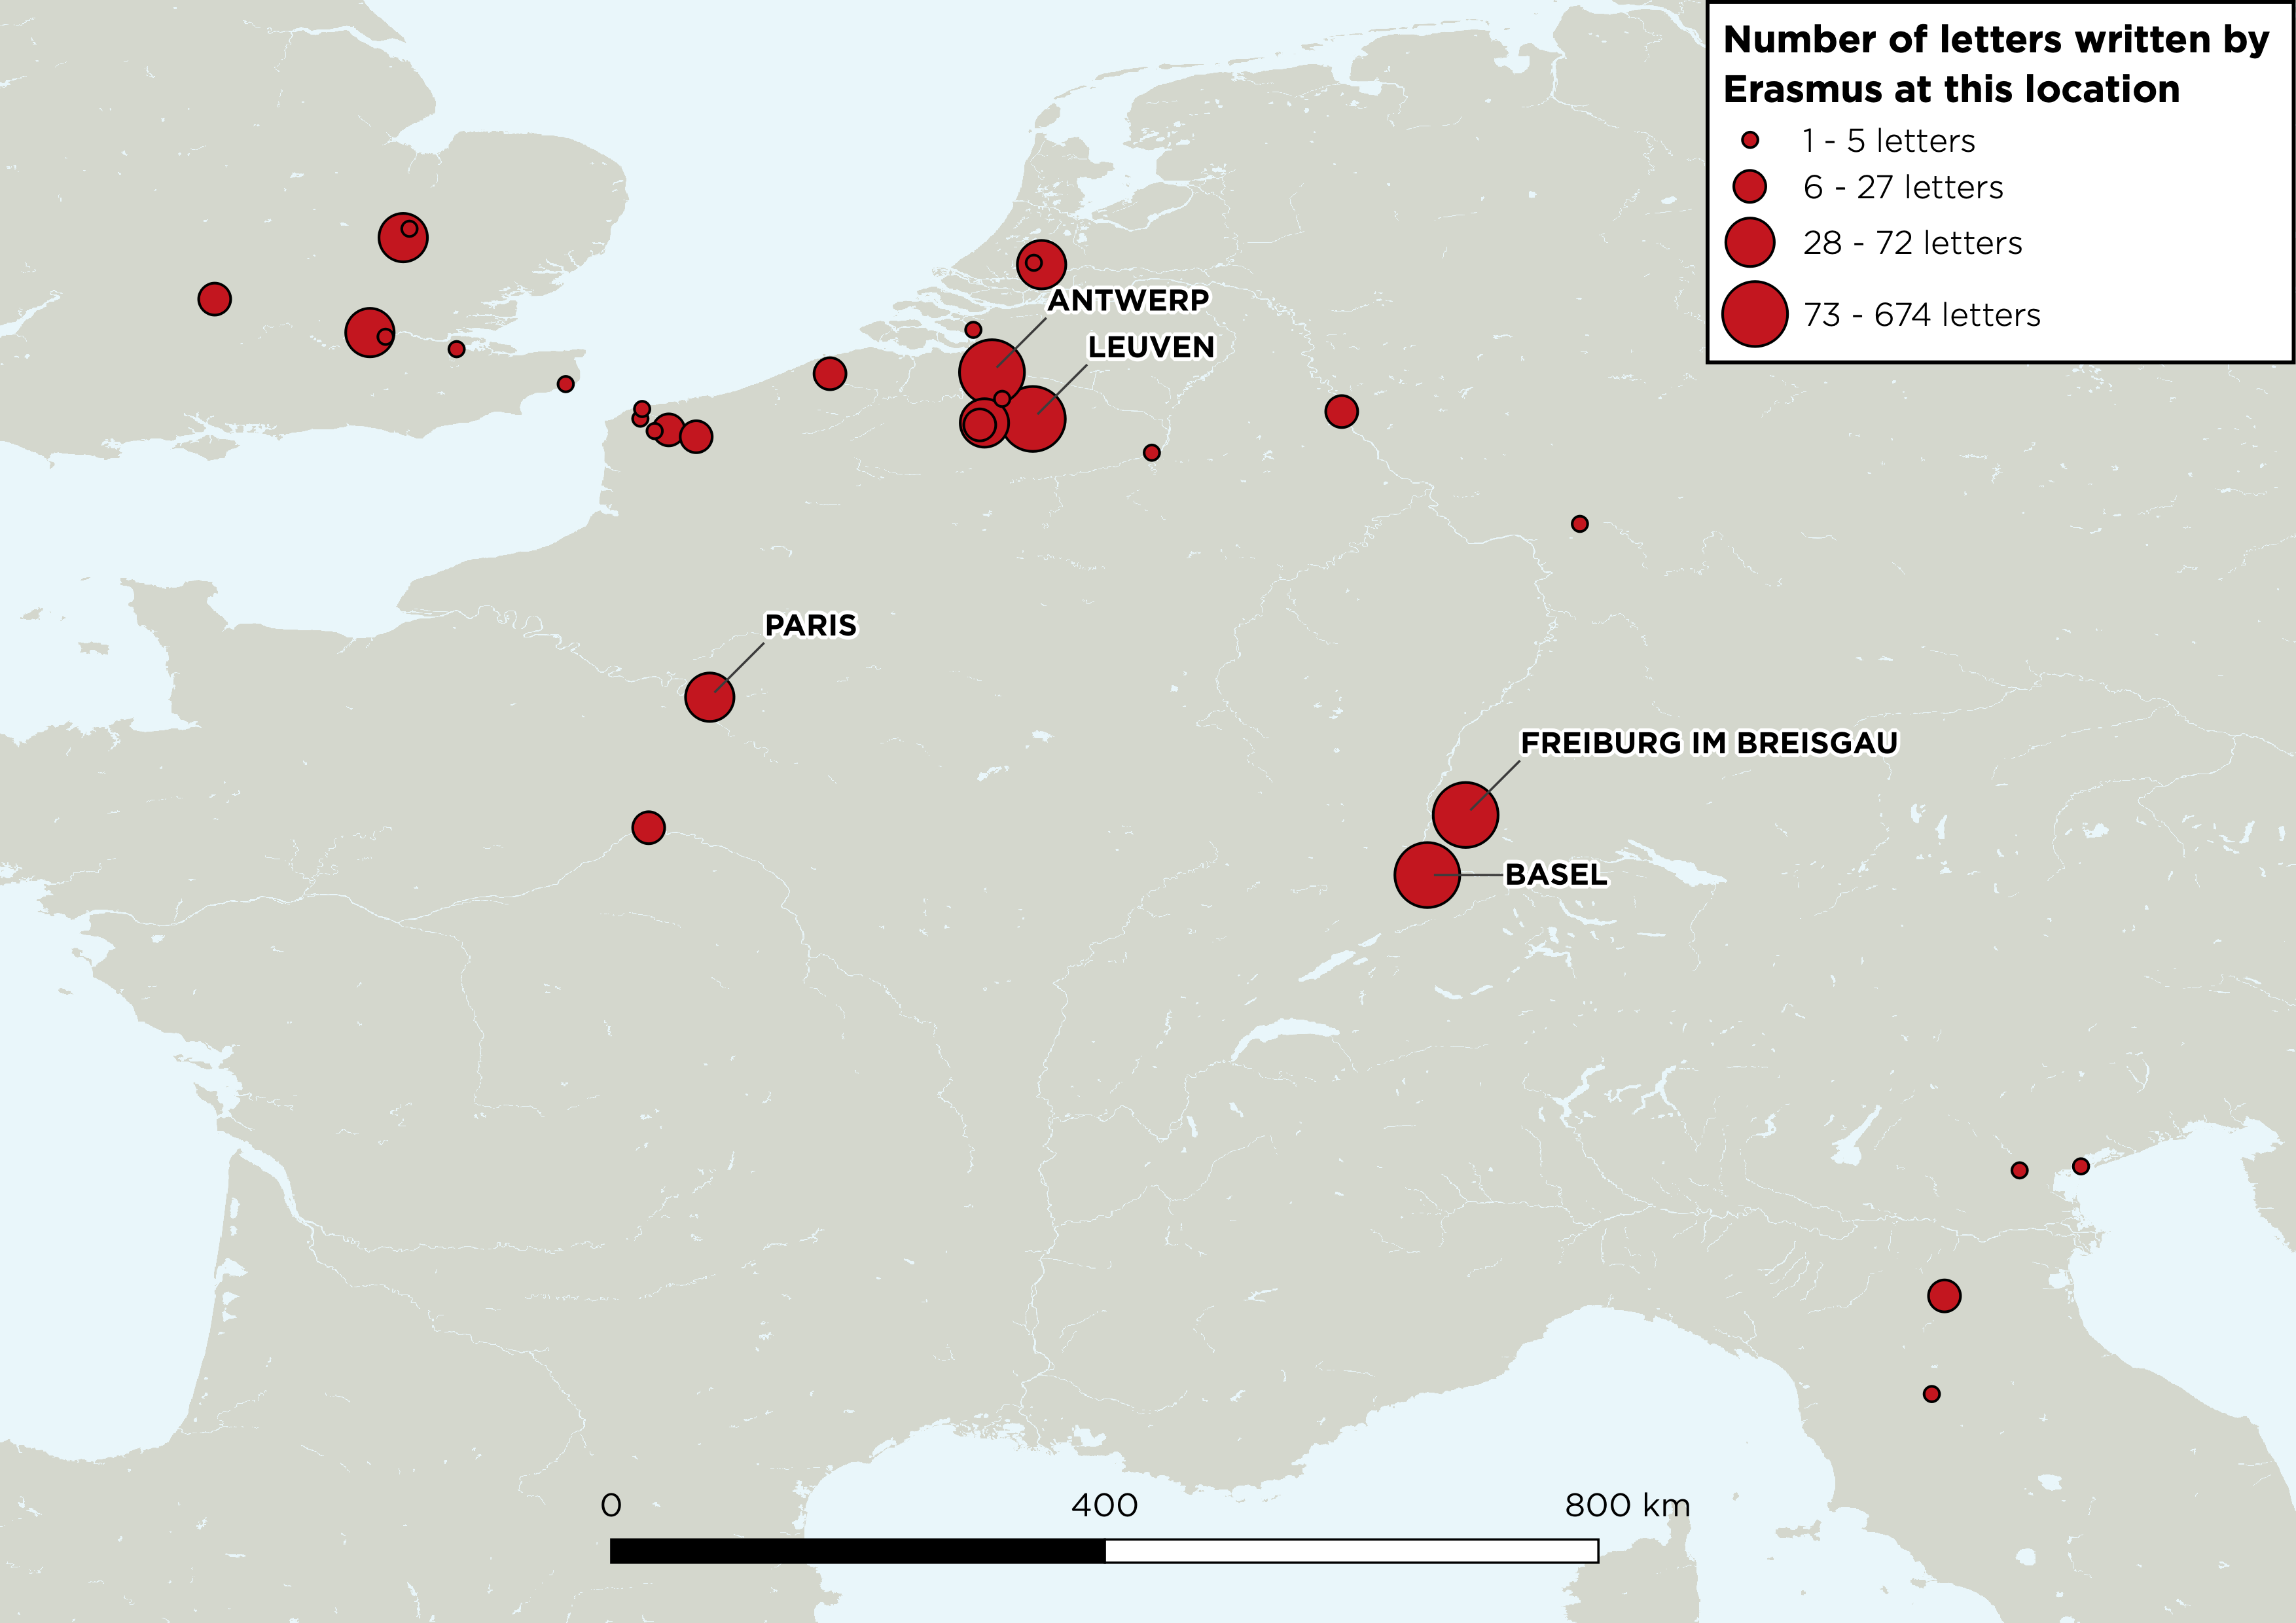 Number of letters written by
Erasmus at this location
1 - 5 letters
6 - 27 letters
28 - 72 letters
73 - 674 letters
ANTWERP
LEUVEN
PARIS
FREIBURG IM BREISGAU
BASEL
0 400 800 km